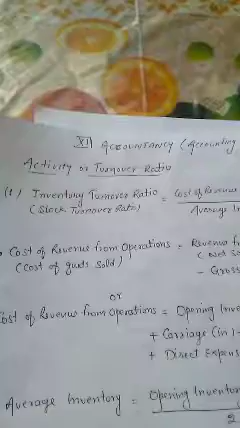 XII ACCOUNTANCY (Accounting
Activity or Turnover Ratio
(1) Inventory Turnover Ratio = Cost of Revenue
(Stock Turnover Ratio) Average In
Cost of Revenue from Operations = Revenue f
(Cost of goods sold) (Net Sa
- Gross
or
Cost of Revenue from Operations = Opening Inve
+ Carriage (in)
+ Direct Expens
Average Inventory = Opening Inventor
2